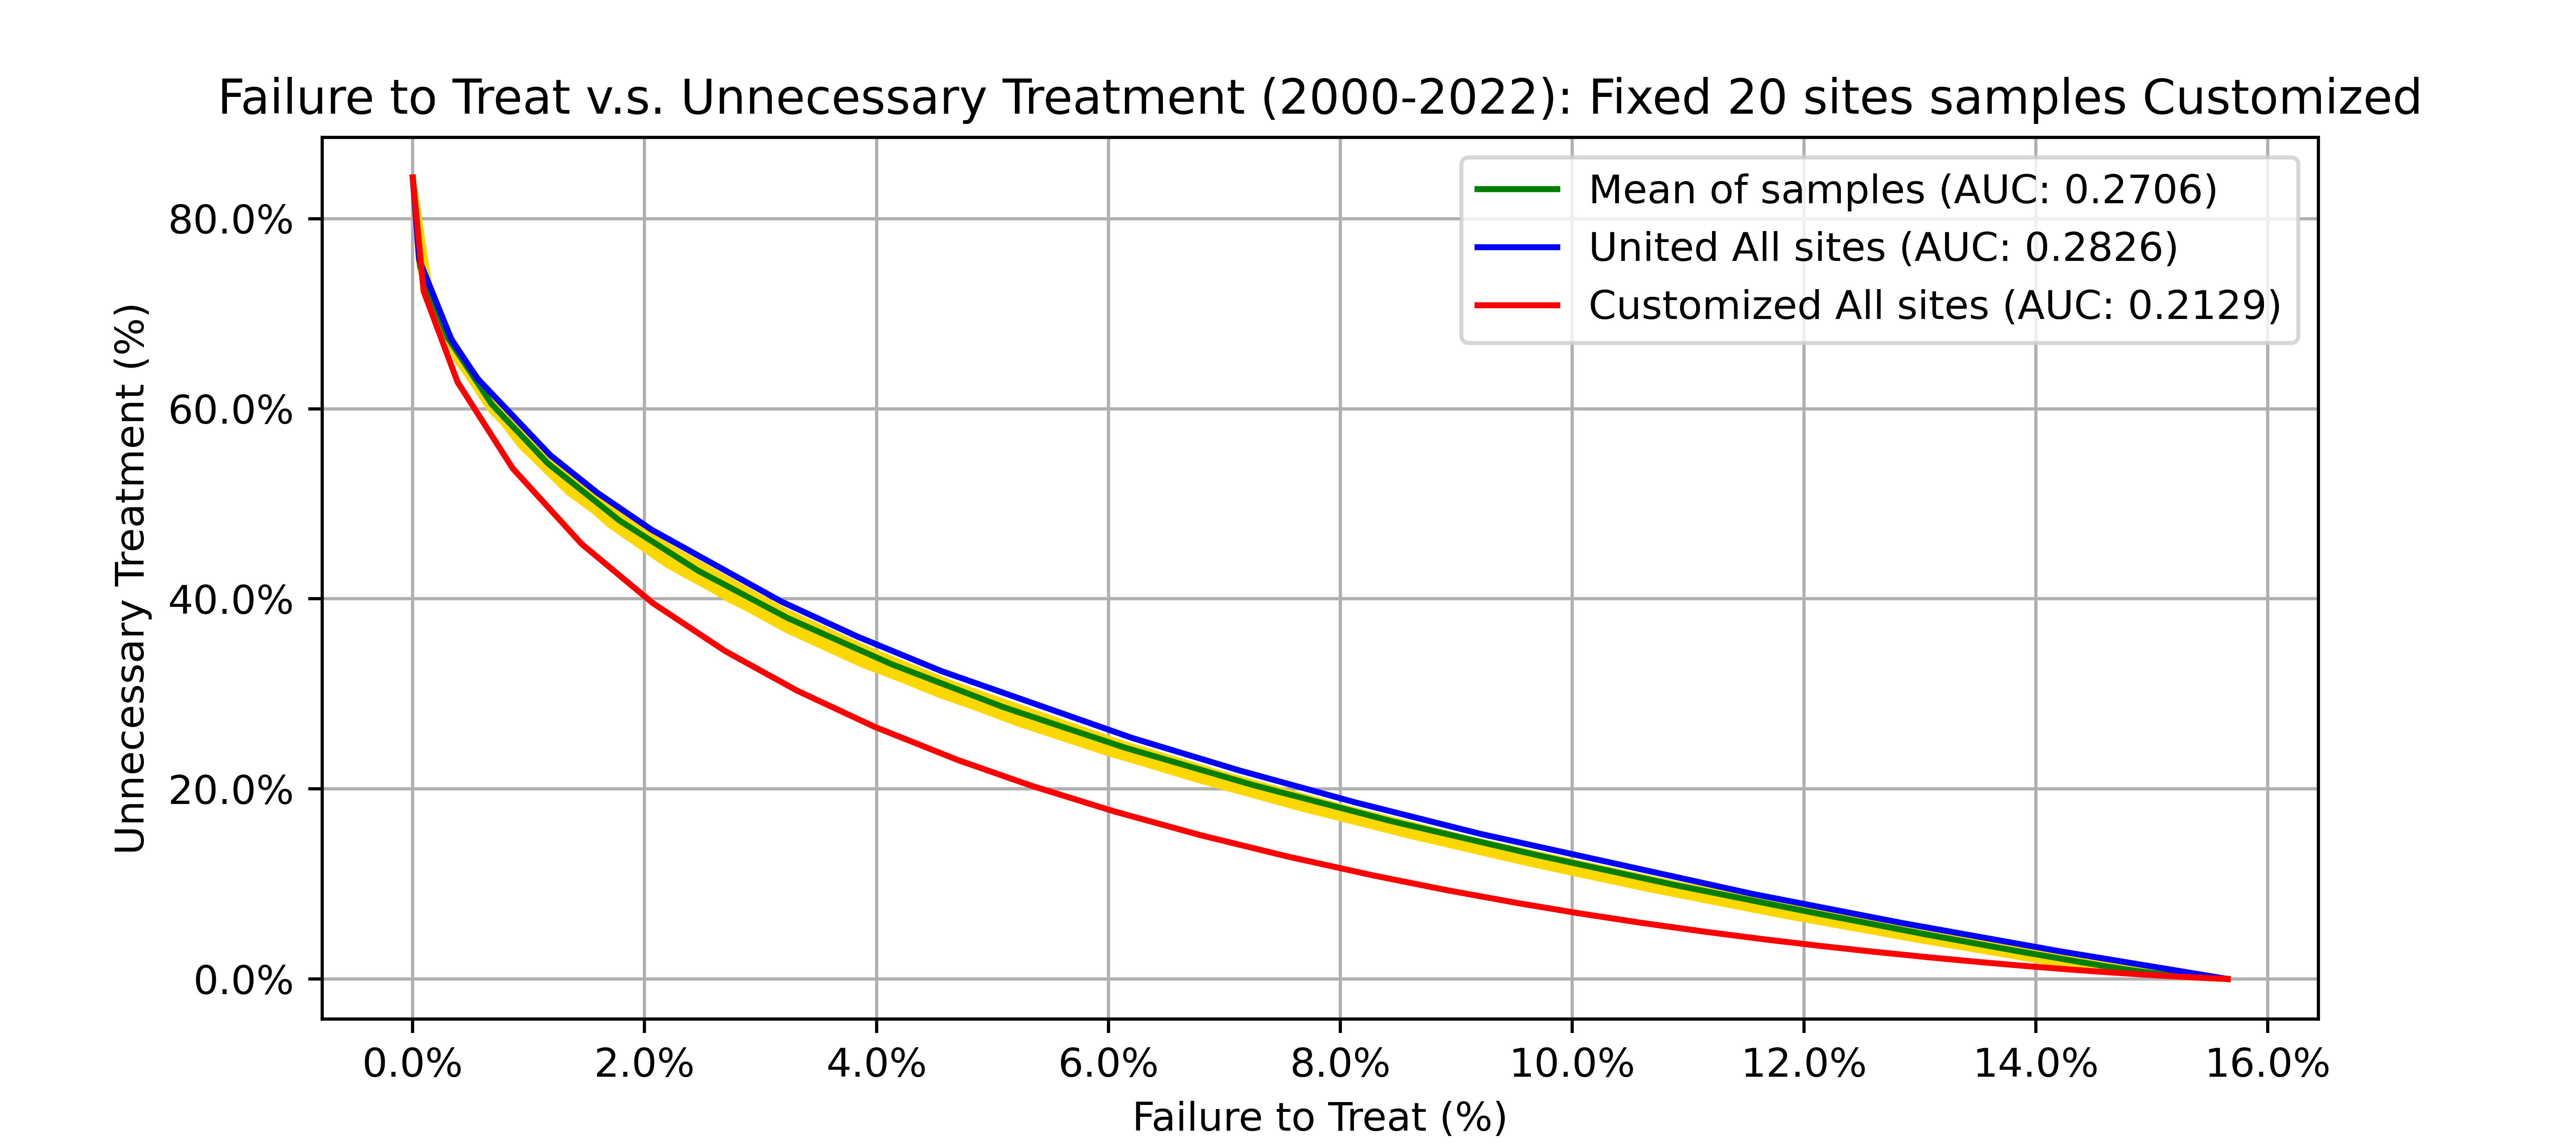 Failure to Treat v.s. Unnecessary Treatment (2000-2022): Fixed 20 sites samples Customized
Mean of samples (AUC: 0.2706)
United All sites (AUC: 0.2826)
Customized All sites (AUC: 0.2129)
Unnecessary Treatment (%)
80.0%
60.0%
40.0%
20.0%
0.0%
0.0% 2.0% 4.0% 6.0% 8.0% 10.0% 12.0% 14.0% 16.0%
Failure to Treat (%)